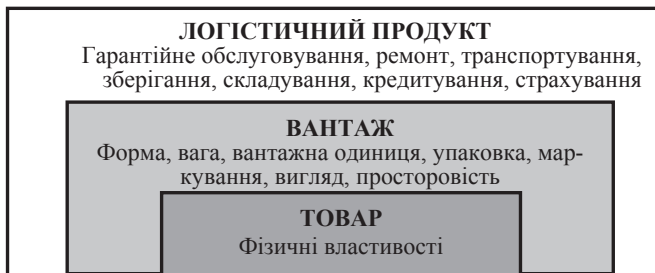 ЛОГІСТИЧНИЙ ПРОДУКТ
Гарантійне обслуговування, ремонт, транспортування,
зберігання, складування, кредитування, страхування
ВАНТАЖ
Форма, вага, вантажна одиниця, упаковка, мар-
кування, вигляд, просторовість
ТОВАР
Фізичні властивості